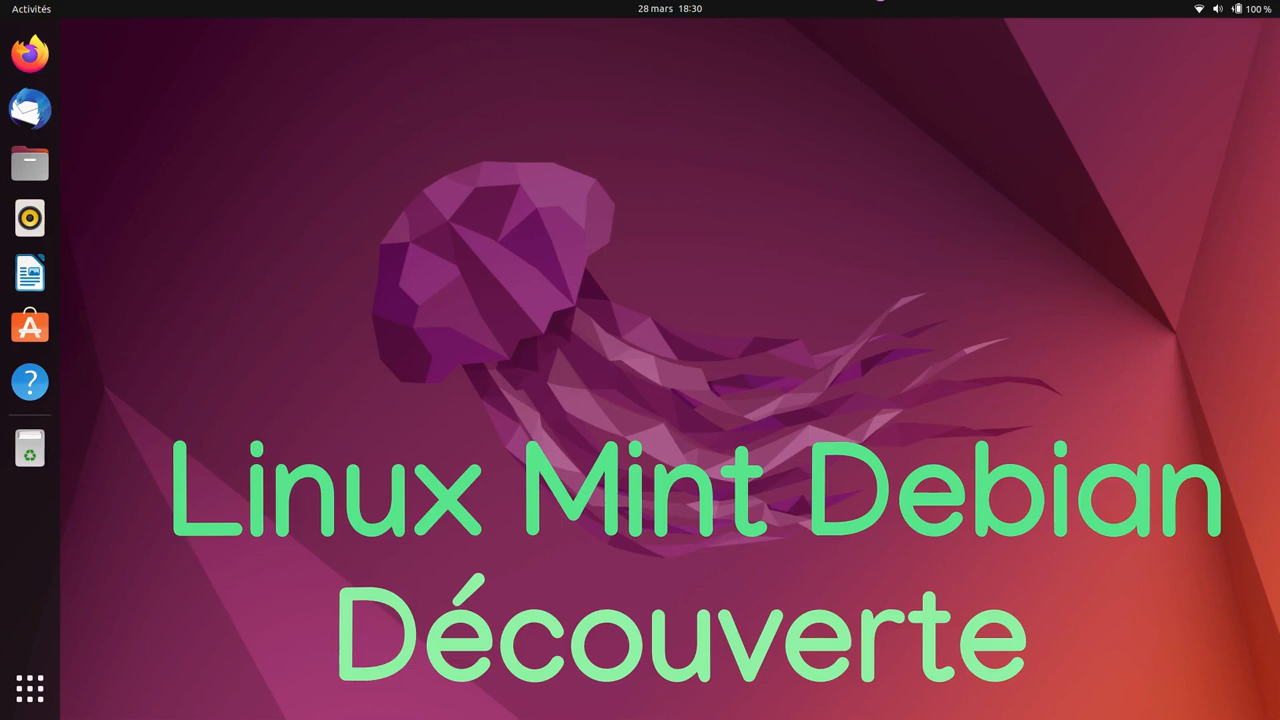 Activités
28 mars 18:30
100 %
Linux Mint Debian
Découverte